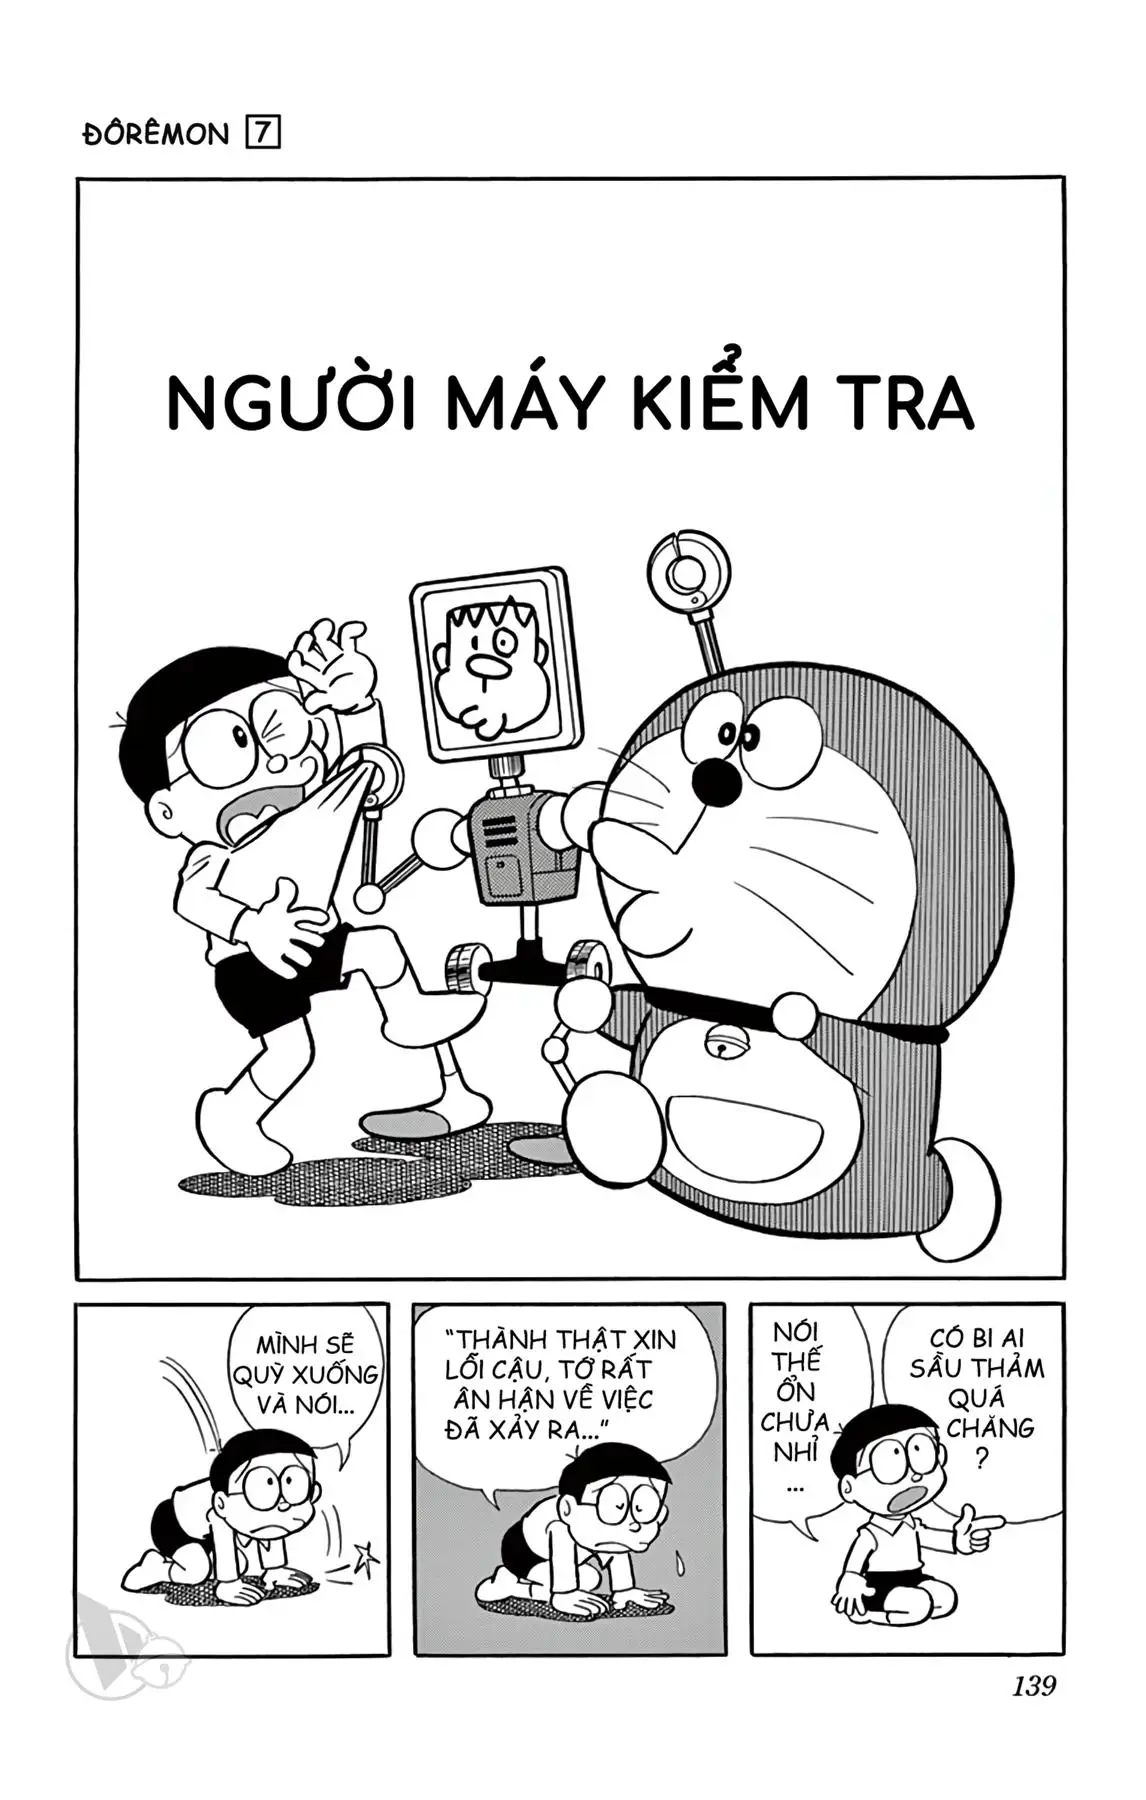 ĐÔRÊMON 7
NGƯỜI MÁY KIỂM TRA
MÌNH SẼ
QUỲ XUỐNG
VÀ NÓI...
"THÀNH THẬT XIN
LỖI CẬU, TỚ RẤT
ÂN HẬN VỀ VIỆC
ĐÃ XẢY RA..."
NÓI
THẾ
ỔN
CHƯA
NHỈ
...
CÓ BI AI
SẦU THẢM
QUÁ
CHĂNG
?
139